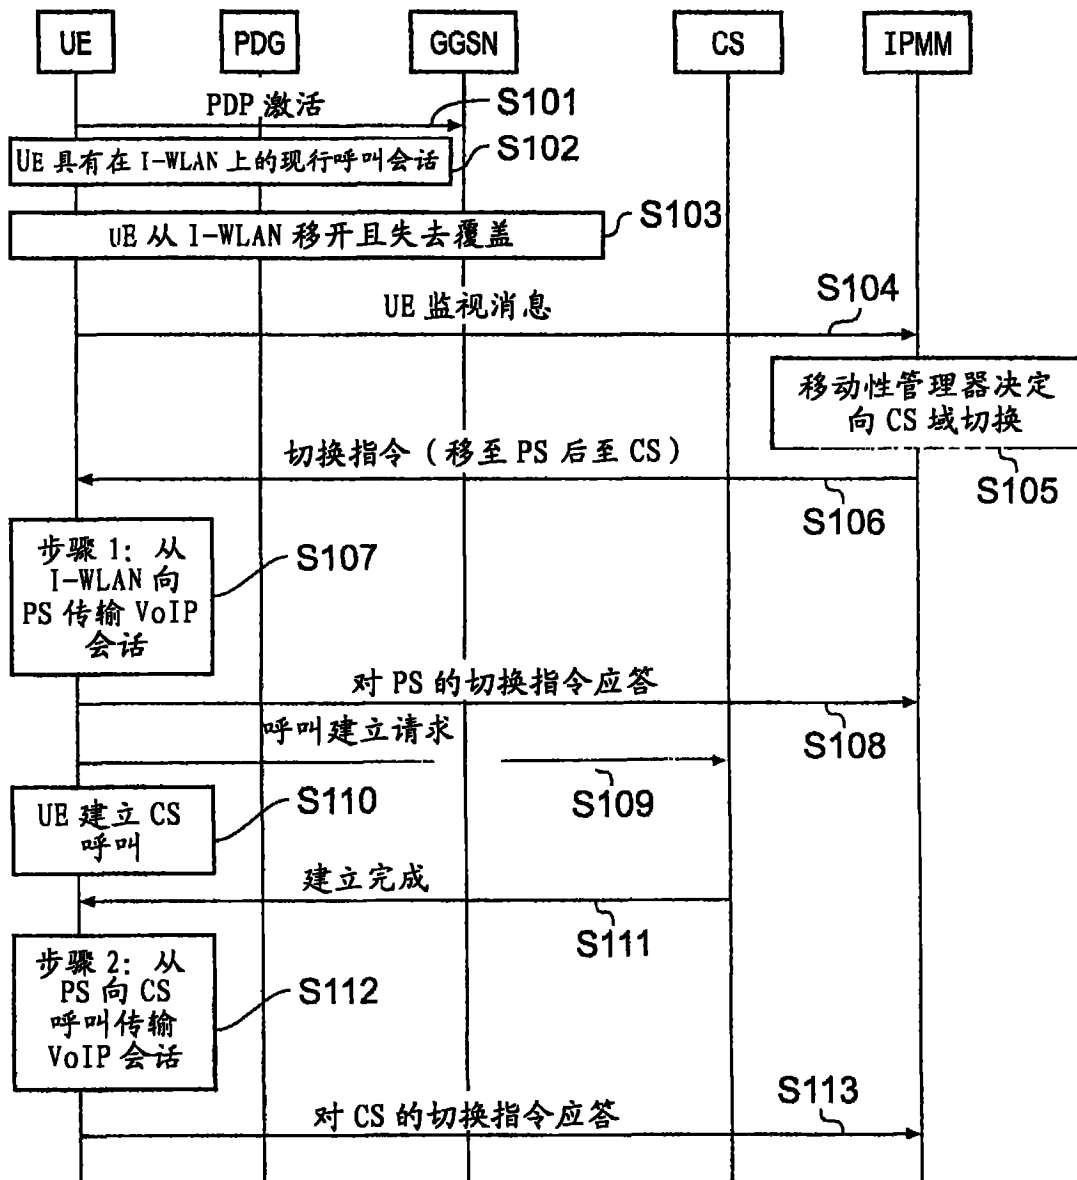 UE
PDG
GGSN
CS
IPMM
PDP 激活
S101
UE 具有在 I-WLAN 上的现行呼叫会话
S102
UE 从 I-WLAN 移开且失去覆盖
S103
UE 监视消息
S104
移动性管理器决定
向 CS 域切换
S105
切换指令(移至 PS 后至 CS)
S106
步骤 1: 从
I-WLAN 向
PS 传输 VoIP
会话
S107
对 PS 的切换指令应答
S108
呼叫建立请求
S109
UE 建立 CS
呼叫
S110
建立完成
S111
步骤 2: 从
PS 向 CS
呼叫传输
VoIP 会话
S112
对 CS 的切换指令应答
S113